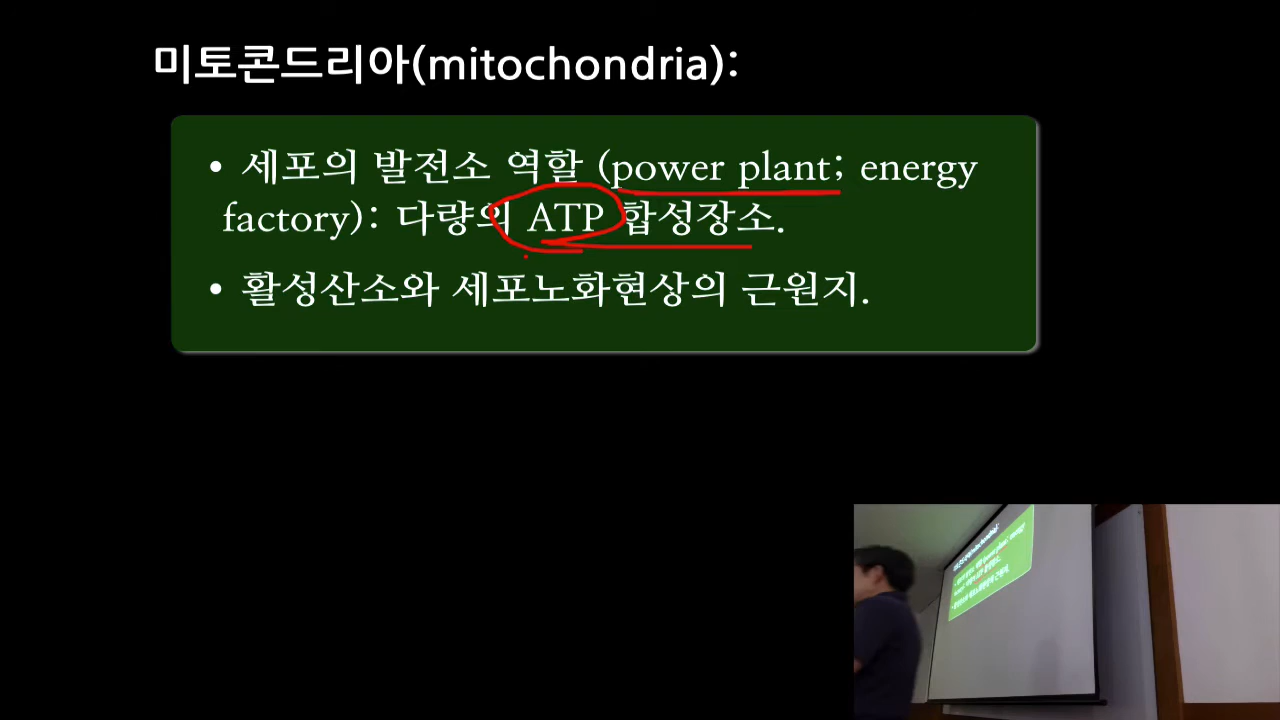 미토콘드리아(mitochondria):
• 세포의 발전소 역할 (power plant; energy
factory): 다량의 ATP 합성장소.
• 활성산소와 세포노화현상의 근원지.